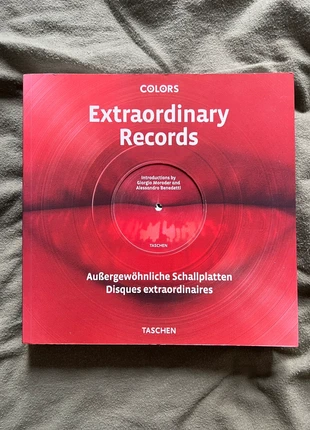 COLORS
Extraordinary
Records
Introductions by
Giorgio Moroder and
Alessandro Benedetti
TASCHEN
Außergewöhnliche Schallplatten
Disques extraordinaires
TASCHEN